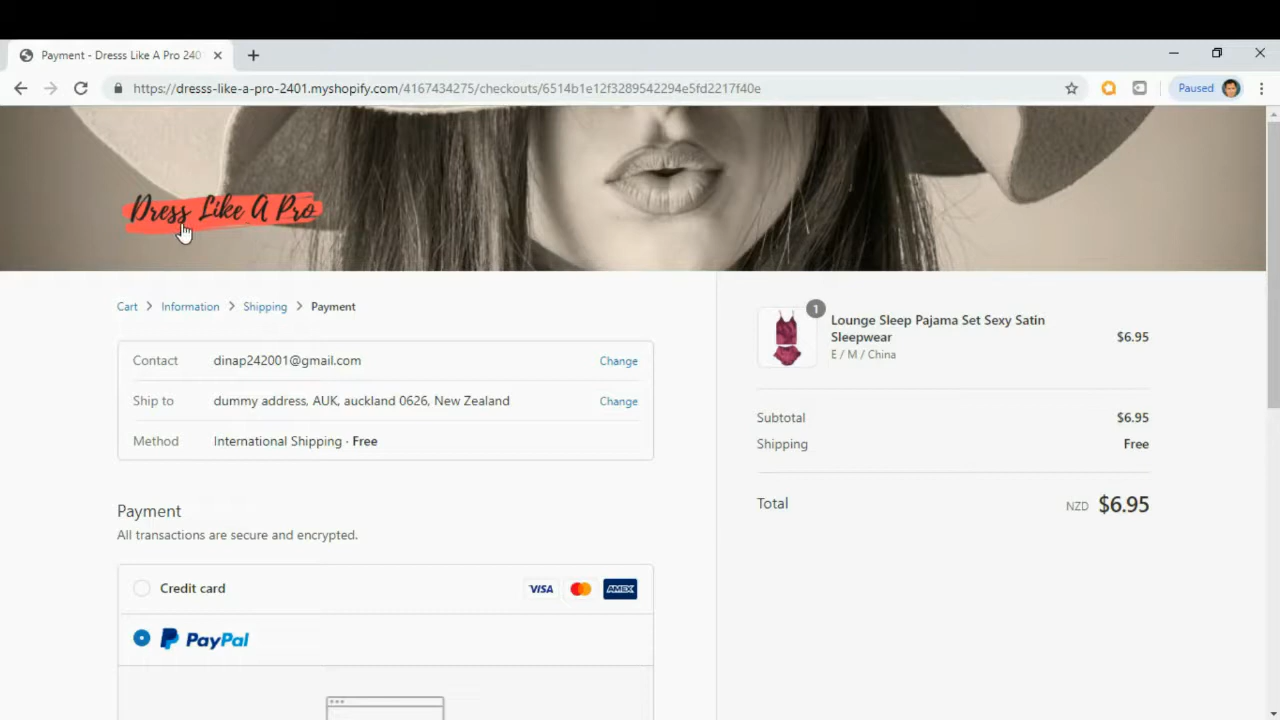 Payment - Dresss Like A Pro 240
https://dresss-like-a-pro-2401.myshopify.com/4167434275/checkouts/6514b1e12f3289542294e5fd2217f40e
Paused
Dress Like A Pro
Cart > Information > Shipping > Payment
Contact dinap242001@gmail.com Change
Ship to dummy address, AUK, auckland 0626, New Zealand Change
Method International Shipping · Free
Payment
All transactions are secure and encrypted.
Credit card VISA AMEX
PayPal
1
Lounge Sleep Pajama Set Sexy Satin
Sleepwear
$6.95
E / M / China
Subtotal $6.95
Shipping Free
Total NZD $6.95